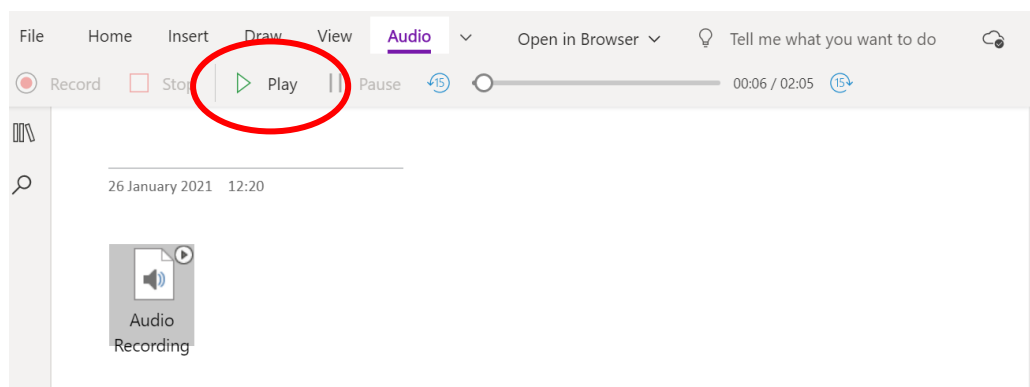 File Home Insert Draw View Audio Open in Browser Tell me what you want to do
Record Stop Play Pause 15 00:06 / 02:05 15
26 January 2021 12:20
Audio
Recording